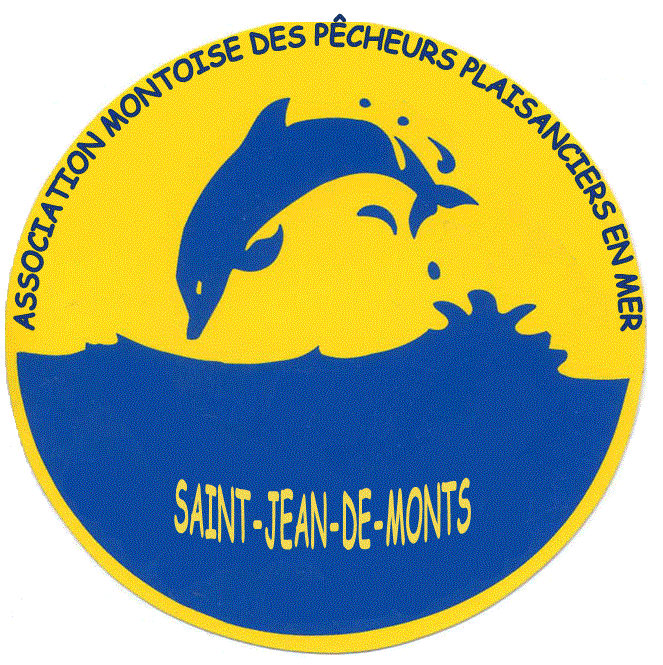 ASSOCIATION MONTOISE DES PÊCHEURS PLAISANCIERS EN MER
SAINT-JEAN-DE-MONTS